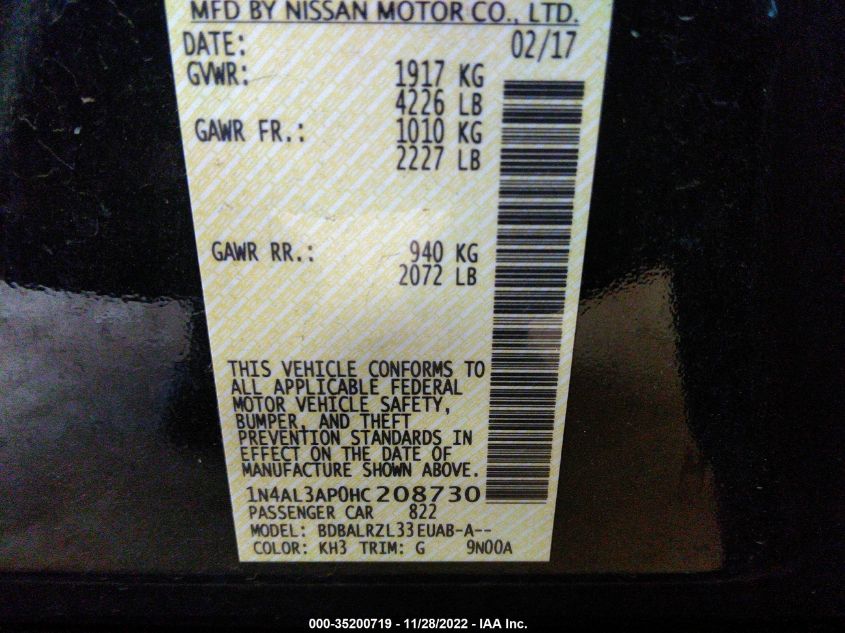 MFD BY NISSAN MOTOR CO., LTD.
DATE: 02/17
GVWR: 1917 KG
4226 LB
GAWR FR.: 1010 KG
2227 LB
GAWR RR.: 940 KG
2072 LB
THIS VEHICLE CONFORMS TO
ALL APPLICABLE FEDERAL
MOTOR VEHICLE SAFETY,
BUMPER, AND THEFT
PREVENTION STANDARDS IN
EFFECT ON THE DATE OF
MANUFACTURE SHOWN ABOVE.
1N4AL3AP0HC208730
PASSENGER CAR 822
MODEL: BDBALRZL33EUAB-A--
COLOR: KH3 TRIM: G 9N00A
000-35200719 - 11/28/2022 - IAA Inc.